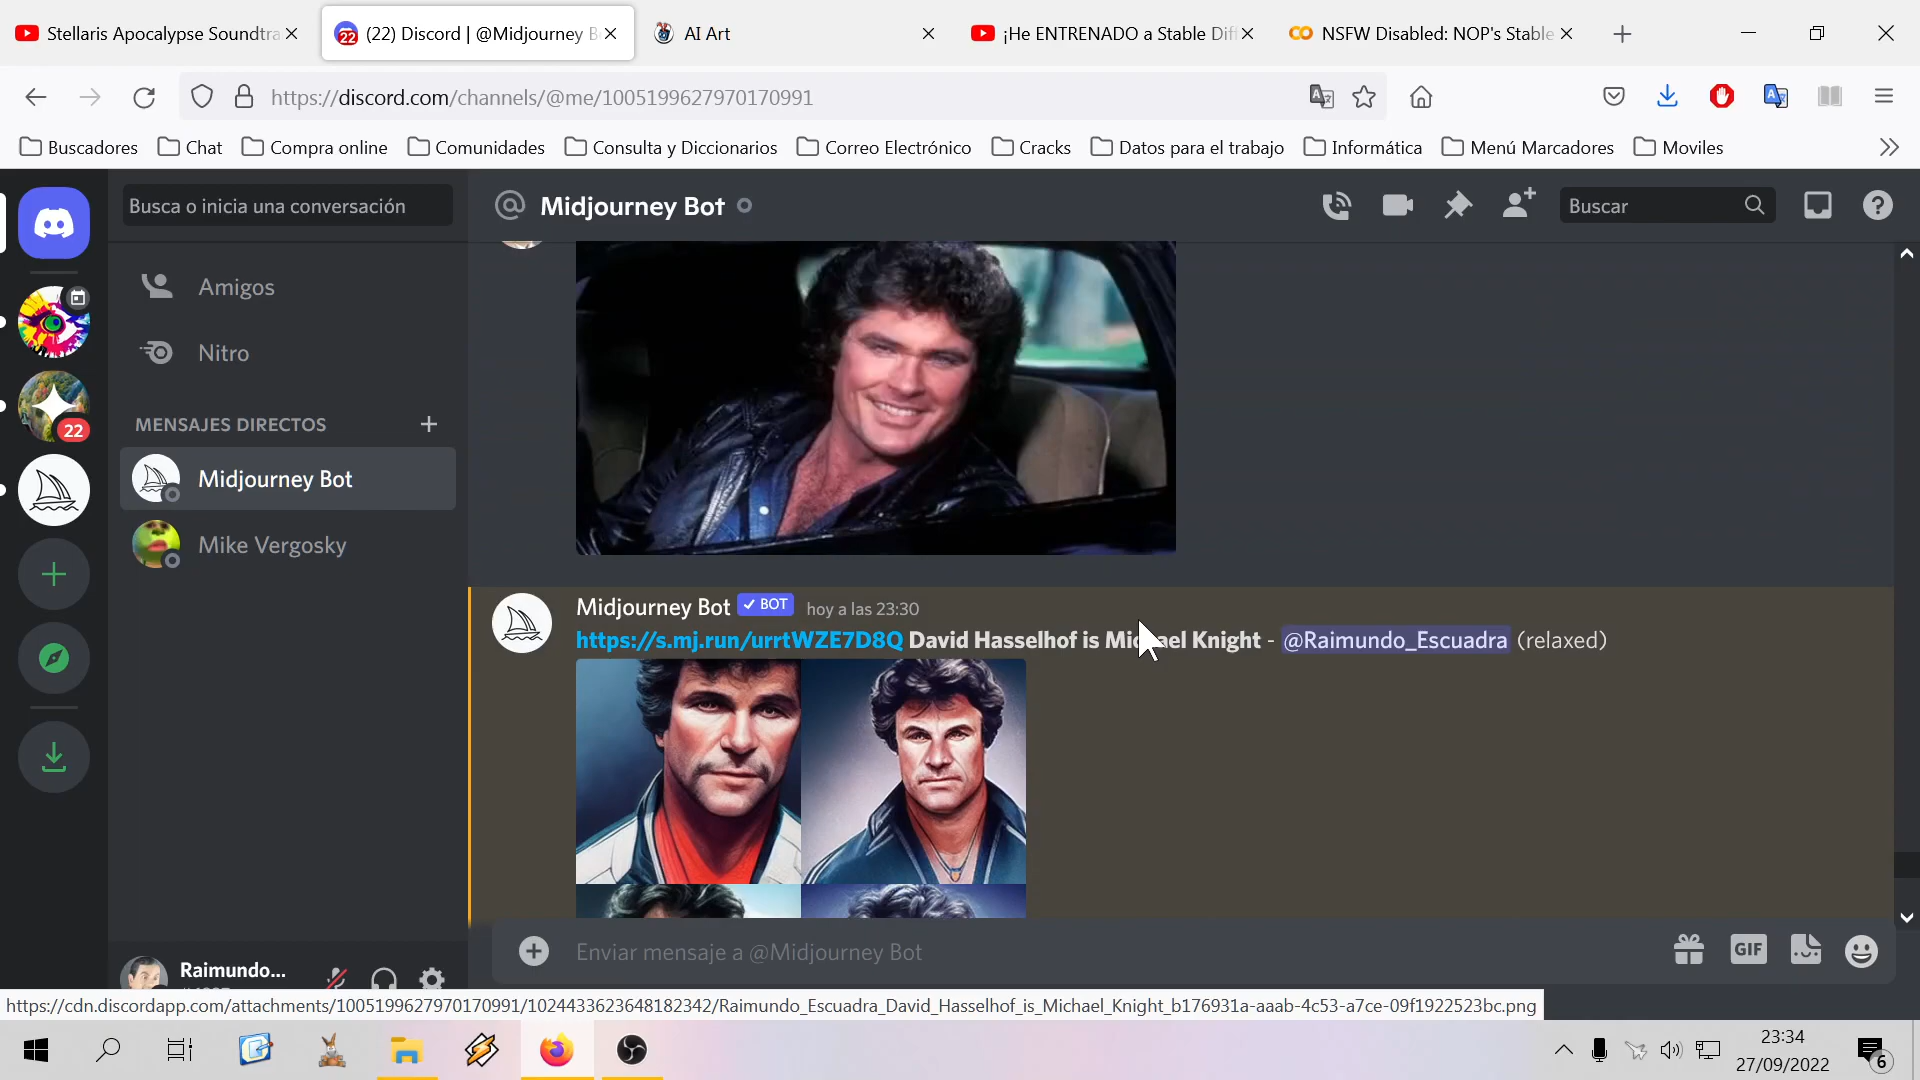 Stellaris Apocalypse Soundtra
(22) Discord | @Midjourney B
AI Art
¡He ENTRENADO a Stable Diff
NSFW Disabled: NOP's Stable
https://discord.com/channels/@me/1005199627970170991
Buscadores
Chat
Compra online
Comunidades
Consulta y Diccionarios
Correo Electrónico
Cracks
Datos para el trabajo
Informática
Menú Marcadores
Moviles
Busca o inicia una conversación
Midjourney Bot
Buscar
Amigos
Nitro
22
MENSAJES DIRECTOS
Midjourney Bot
Mike Vergosky
Midjourney Bot BOT hoy a las 23:30
https://s.mj.run/urrtWZE7D8Q David Hasselhof is Michael Knight - @Raimundo_Escuadra (relaxed)
Enviar mensaje a @Midjourney Bot
GIF
Raimundo...
https://cdn.discordapp.com/attachments/1005199627970170991/1024433623648182342/Raimundo_Escuadra_David_Hasselhof_is_Michael_Knight_b176931a-aaab-4c53-a7ce-09f1922523bc.png
23:34
27/09/2022
6